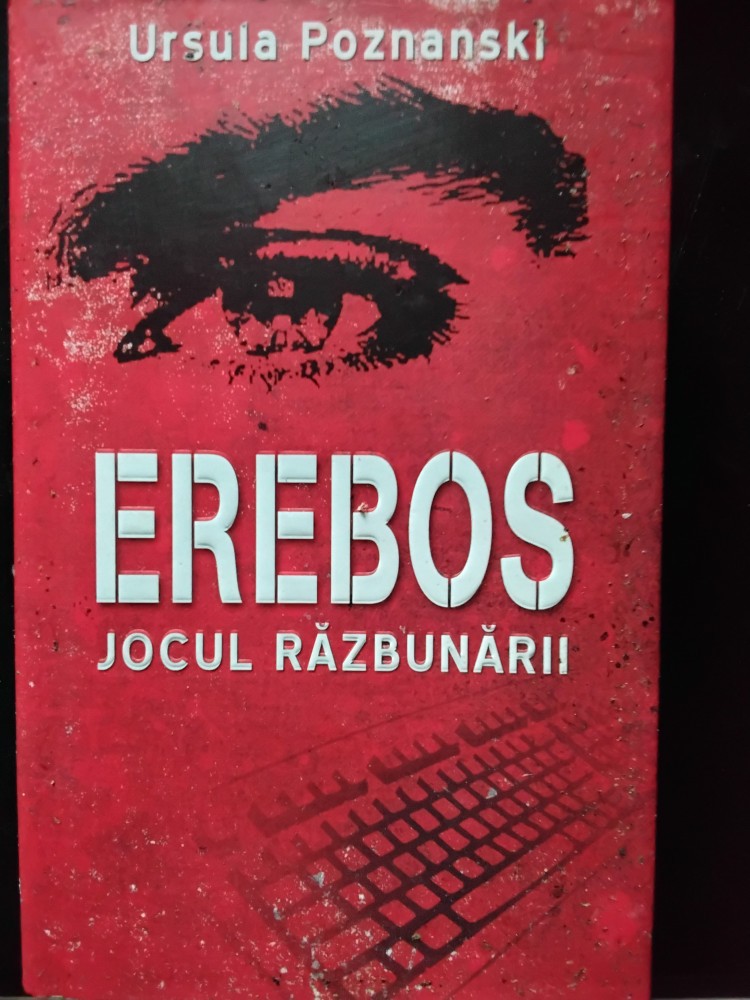 Ursula Poznanski
EREBOS
JOCUL RĂZBUNĂRII